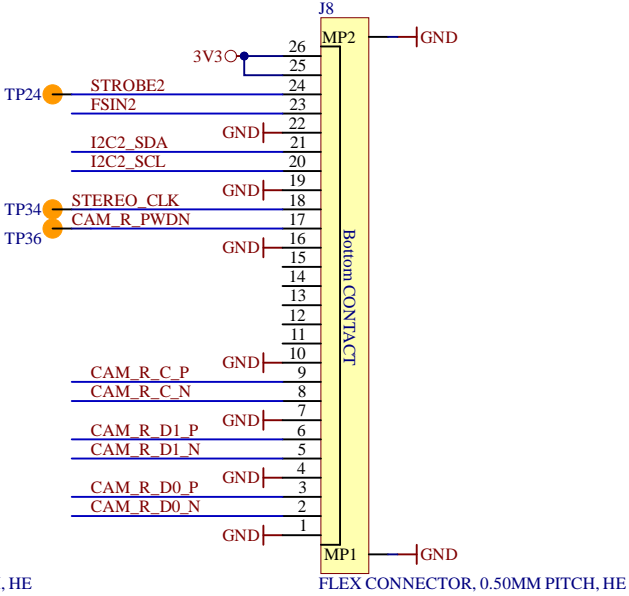 J8
MP2
GND
26
3V3
25
STROBE2
24
TP24
FSIN2
23
GND
22
I2C2_SDA
21
I2C2_SCL
20
GND
19
STEREO_CLK
18
TP34
CAM_R_PWDN
17
TP36
GND
16
Bottom CONTACT
15
14
13
12
11
GND
10
CAM_R_C_P
9
CAM_R_C_N
8
GND
7
CAM_R_D1_P
6
CAM_R_D1_N
5
GND
4
CAM_R_D0_P
3
CAM_R_D0_N
2
GND
1
MP1
GND
, HE
FLEX CONNECTOR, 0.50MM PITCH, HE